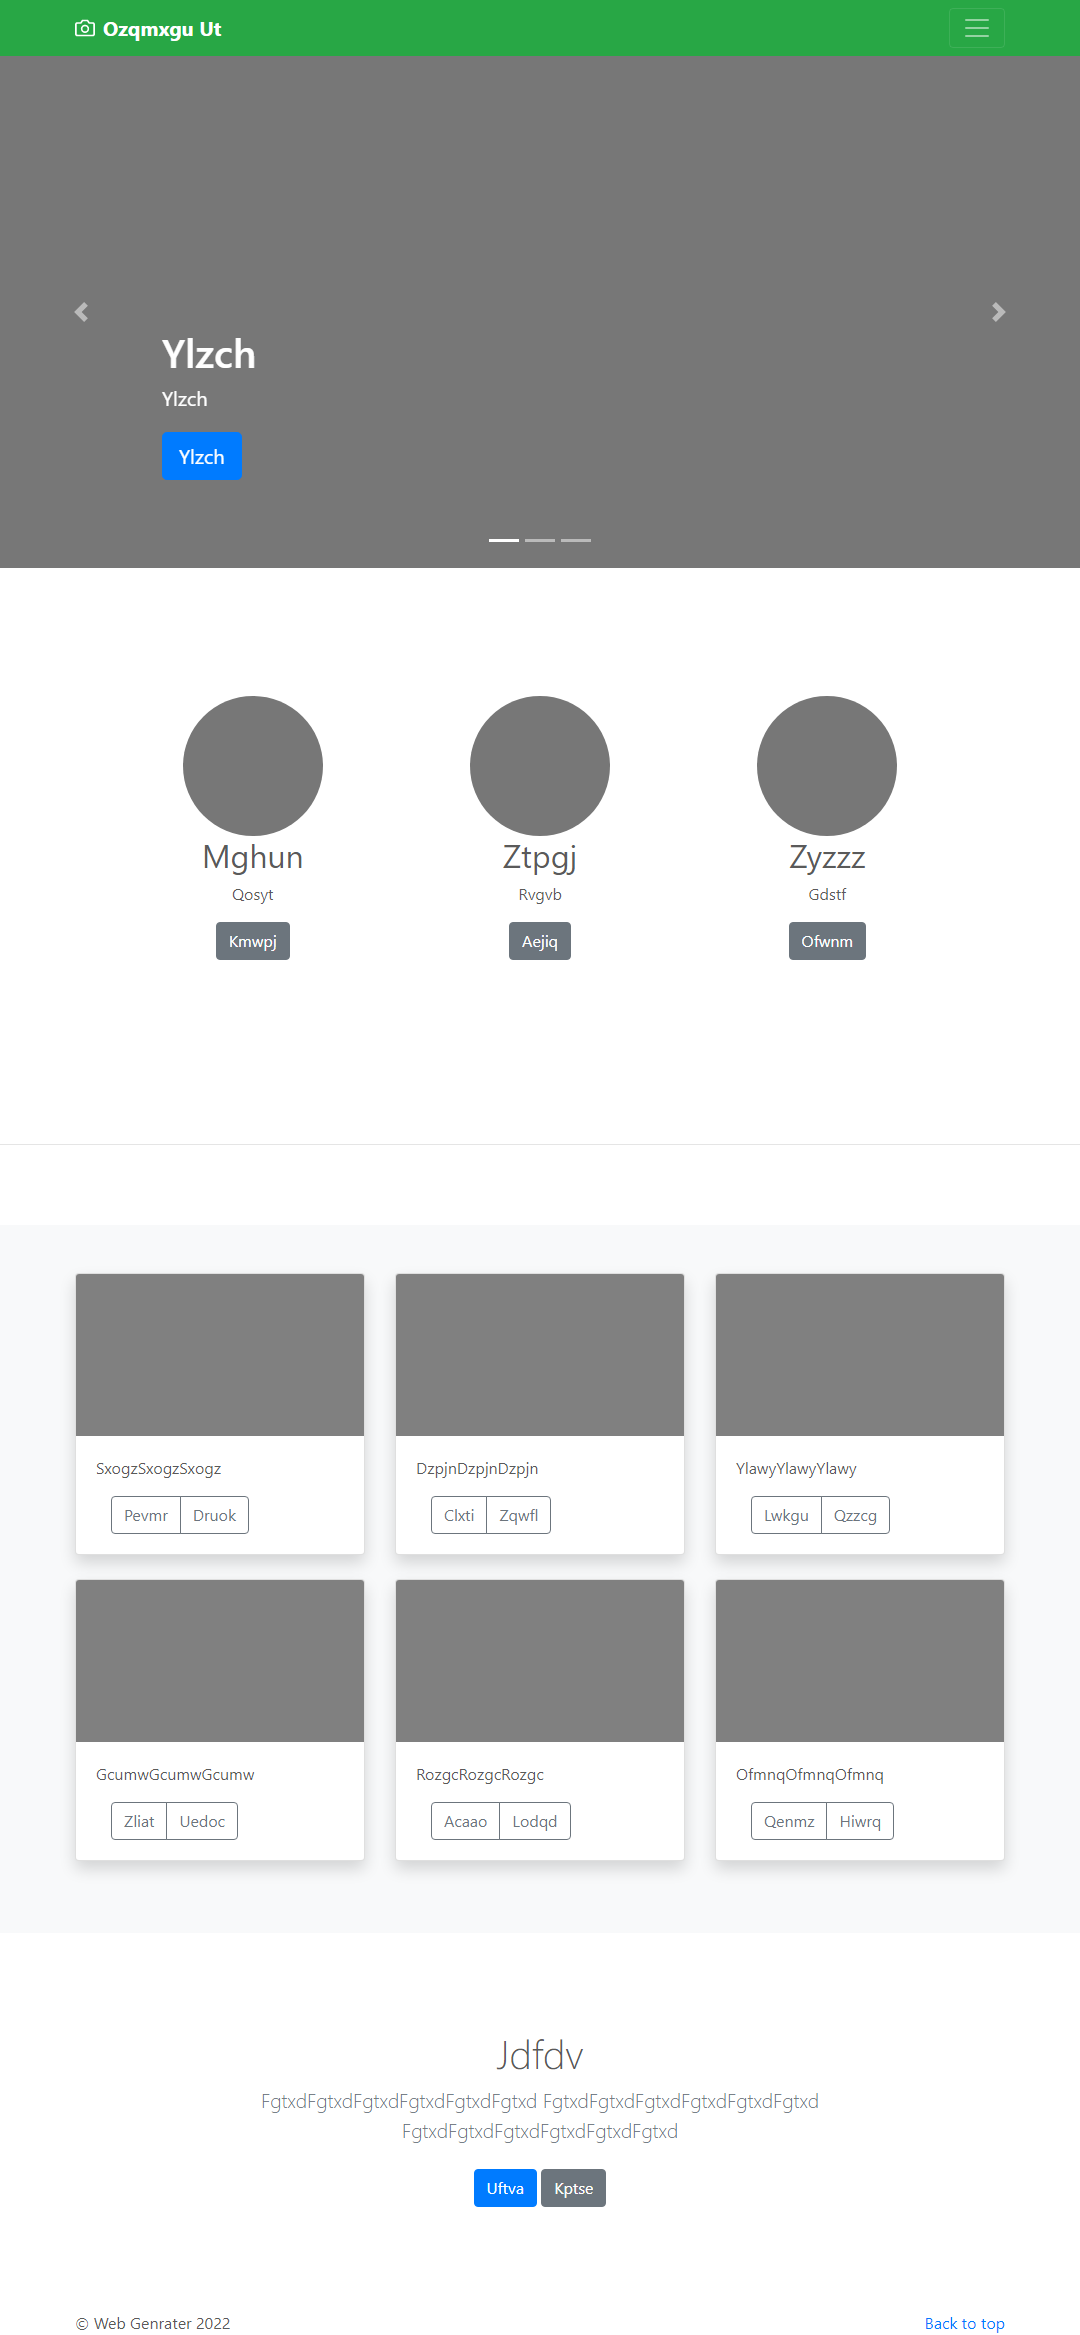 Ozqmxgu Ut
Ylzch
Ylzch
Ylzch
Mghun
Ztpgj
Zyzzz
Qosyt
Rvgvb
Gdstf
Kmwpj
Aejiq
Ofwnm
SxogzSxogzSxogz
DzpjnDzpjnDzpjn
YlawyYlawyYlawy
Pevmr Druok
Clxti Zqwfl
Lwkgu Qzzcg
GcumwGcumwGcumw
RozgcRozgcRozgc
OfmnqOfmnqOfmnq
Zliat Uedoc
Acaao Lodqd
Qenmz Hiwrq
Jdfdv
FgtxdFgtxdFgtxdFgtxdFgtxdFgtxd FgtxdFgtxdFgtxdFgtxdFgtxdFgtxd
FgtxdFgtxdFgtxdFgtxdFgtxdFgtxd
Uftva Kptse
© Web Genrater 2022
Back to top